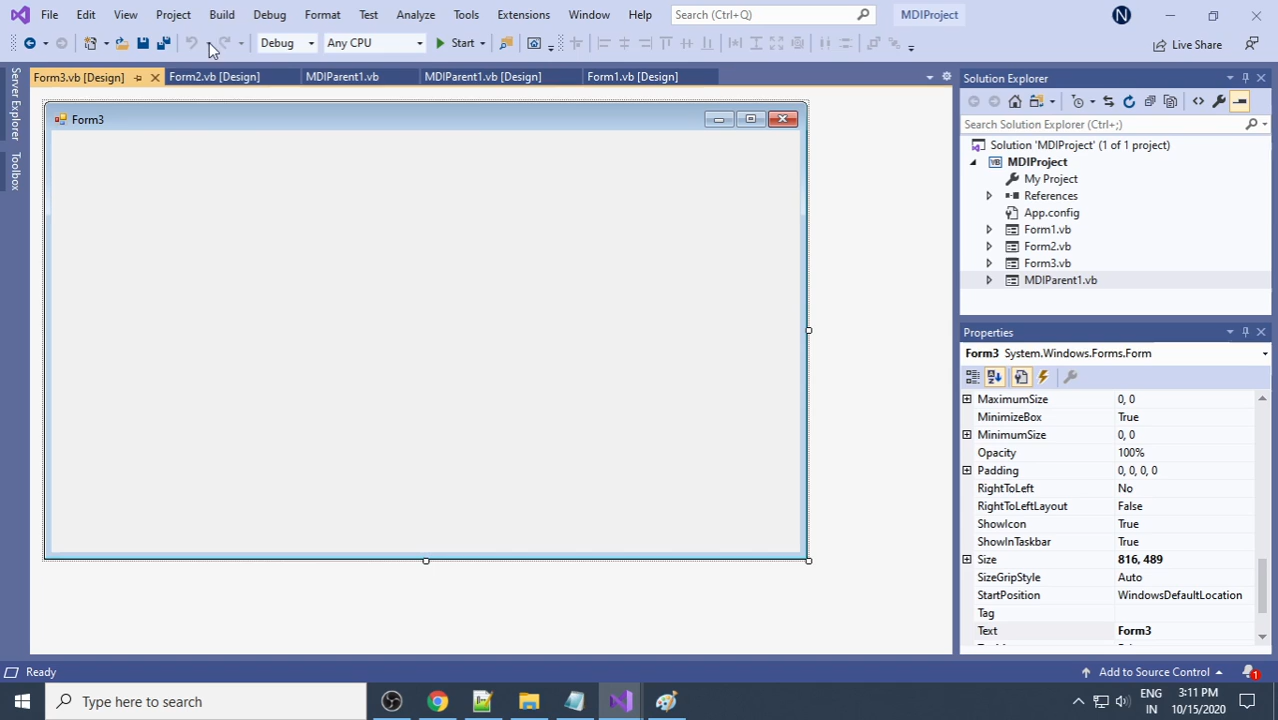 File Edit View Project Build Debug Format Test Analyze Tools Extensions Window Help Search (Ctrl+Q) MDIProject N
Debug Any CPU Start Live Share
Form3.vb [Design] Form2.vb [Design] MDIParent1.vb MDIParent1.vb [Design] Form1.vb [Design]
Server Explorer
Toolbox
Form3
Solution Explorer
Search Solution Explorer (Ctrl+;)
Solution 'MDIProject' (1 of 1 project)
VB MDIProject
My Project
References
App.config
Form1.vb
Form2.vb
Form3.vb
MDIParent1.vb
Properties
Form3 System.Windows.Forms.Form
MaximumSize 0, 0
MinimizeBox True
MinimumSize 0, 0
Opacity 100%
Padding 0, 0, 0, 0
RightToLeft No
RightToLeftLayout False
ShowIcon True
ShowInTaskbar True
Size 816, 489
SizeGripStyle Auto
StartPosition WindowsDefaultLocation
Tag
Text Form3
Ready Add to Source Control 1
Type here to search
ENG
IN
3:11 PM
10/15/2020